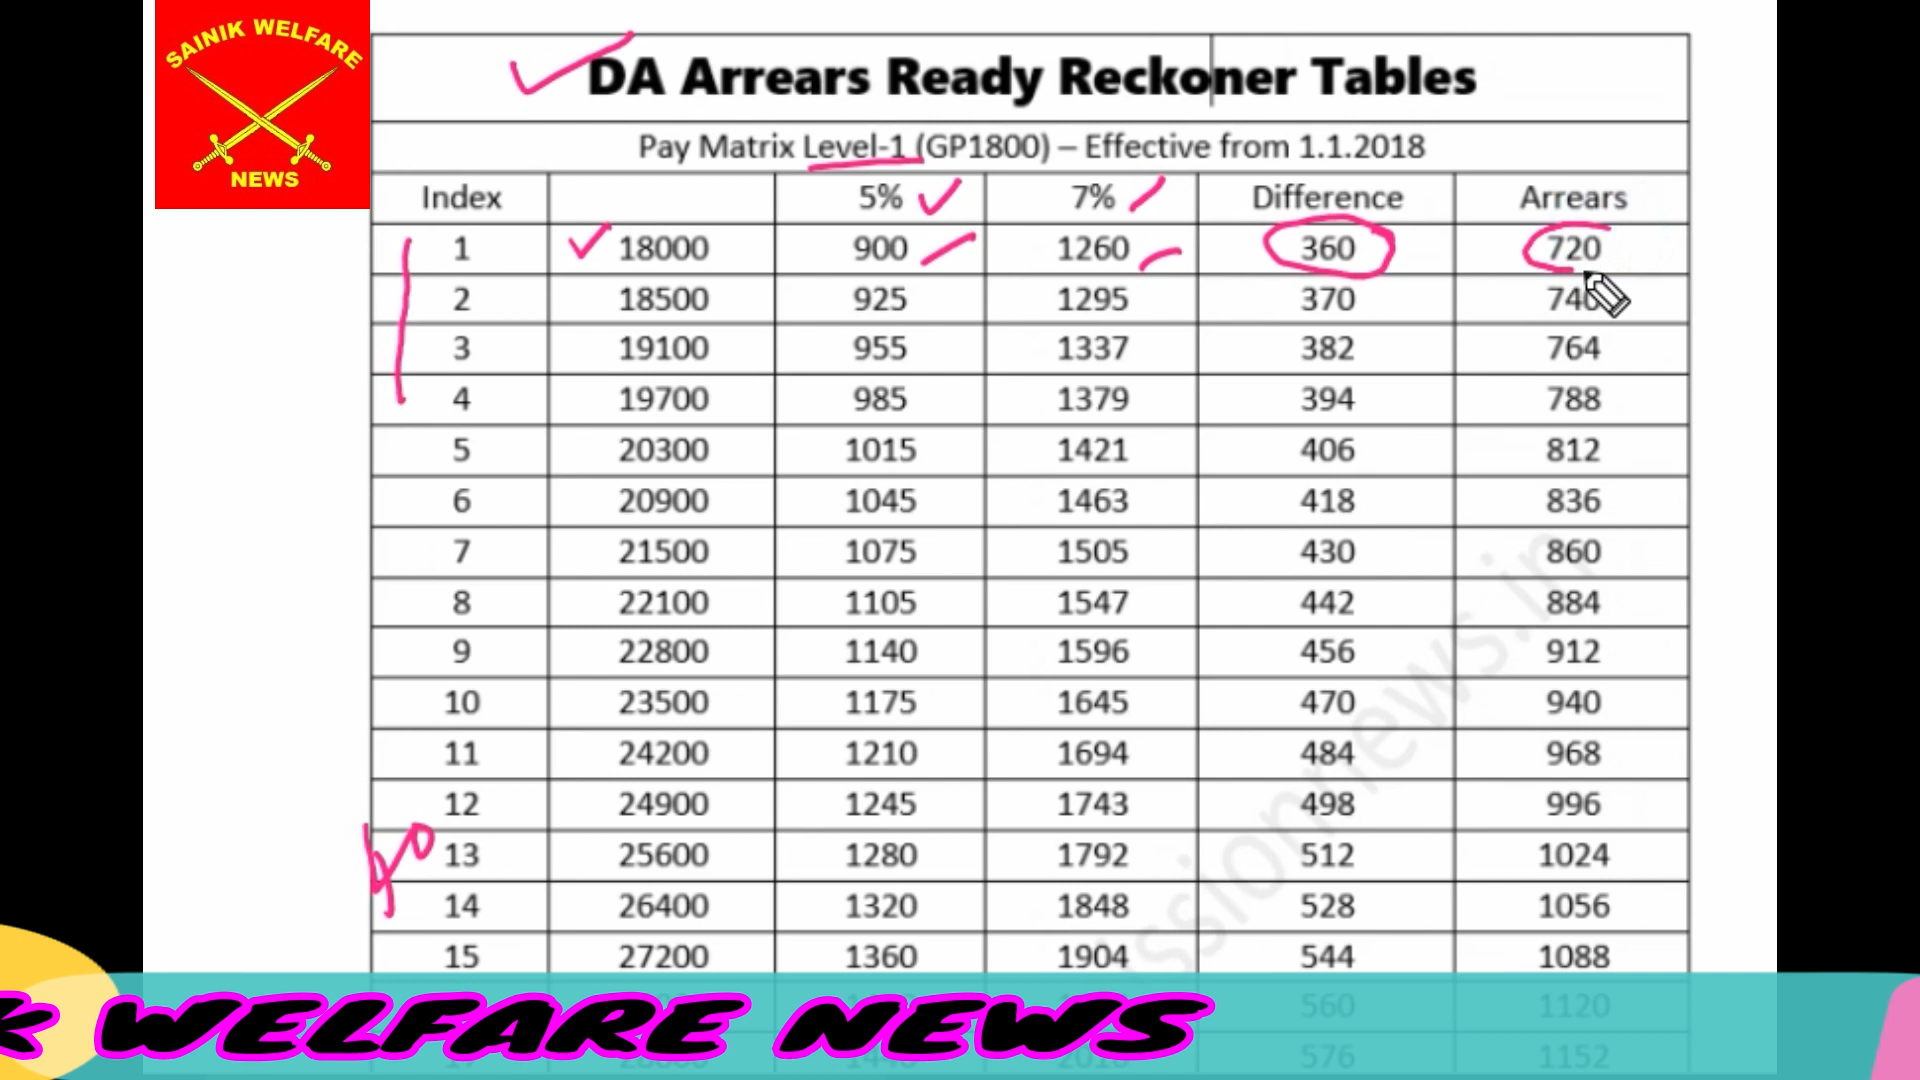 SAINIK WELFARE
NEWS
DA Arrears Ready Reckoner Tables
Pay Matrix Level-1 (GP1800) – Effective from 1.1.2018
Index 5% 7% Difference Arrears
1 18000 900 1260 360 720
2 18500 925 1295 370 740
3 19100 955 1337 382 764
4 19700 985 1379 394 788
5 20300 1015 1421 406 812
6 20900 1045 1463 418 836
7 21500 1075 1505 430 860
8 22100 1105 1547 442 884
9 22800 1140 1596 456 912
10 23500 1175 1645 470 940
11 24200 1210 1694 484 968
12 24900 1245 1743 498 996
13 25600 1280 1792 512 1024
14 26400 1320 1848 528 1056
15 27200 1360 1904 544 1088
560 1120
576 1152
K WELFARE NEWS